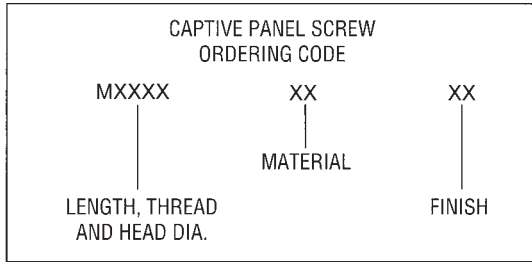 CAPTIVE PANEL SCREW
ORDERING CODE
MXXXX XX XX
MATERIAL
LENGTH, THREAD
AND HEAD DIA.
FINISH